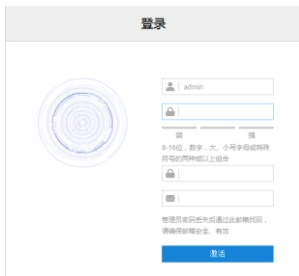 登录
admin
弱 强
8-16位，数字，大、小写字母或特殊
符号的两种或以上组合
管理员密码丢失后通过此邮箱找回，
请确保邮箱安全、有效
激活